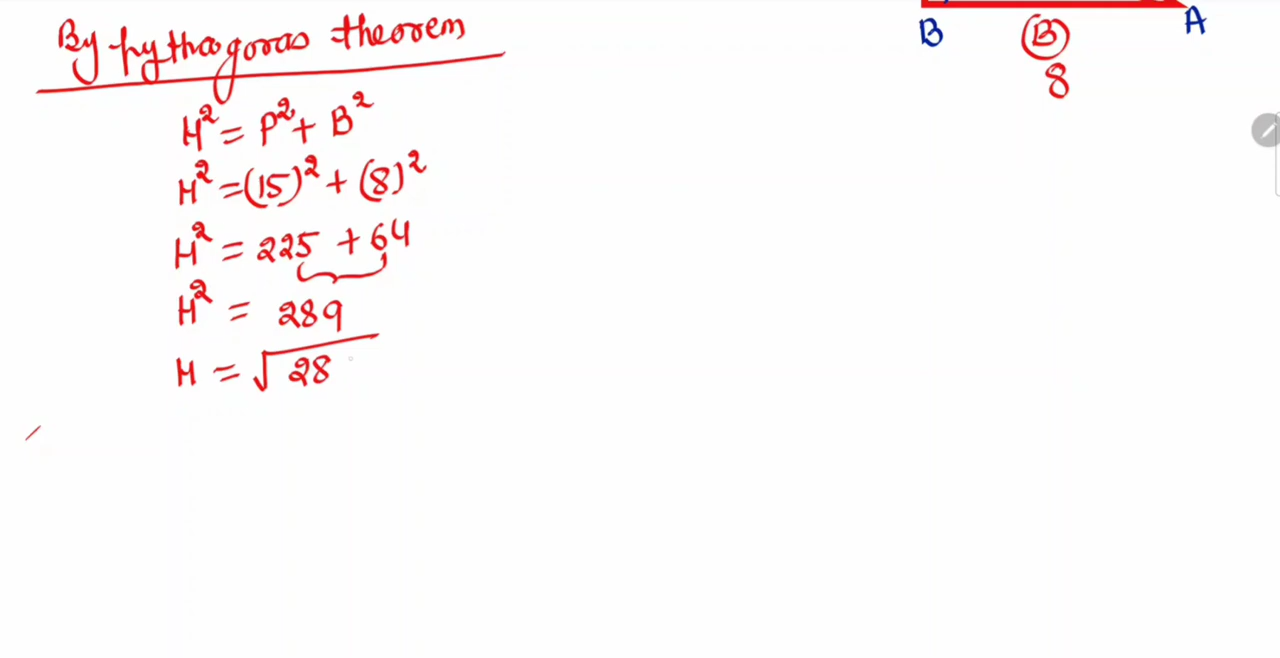 By pythagoras theorem
H² = P² + B²
H² = (15)² + (8)²
H² = 225 + 64
H² = 289
H = √28
B
B
A
8